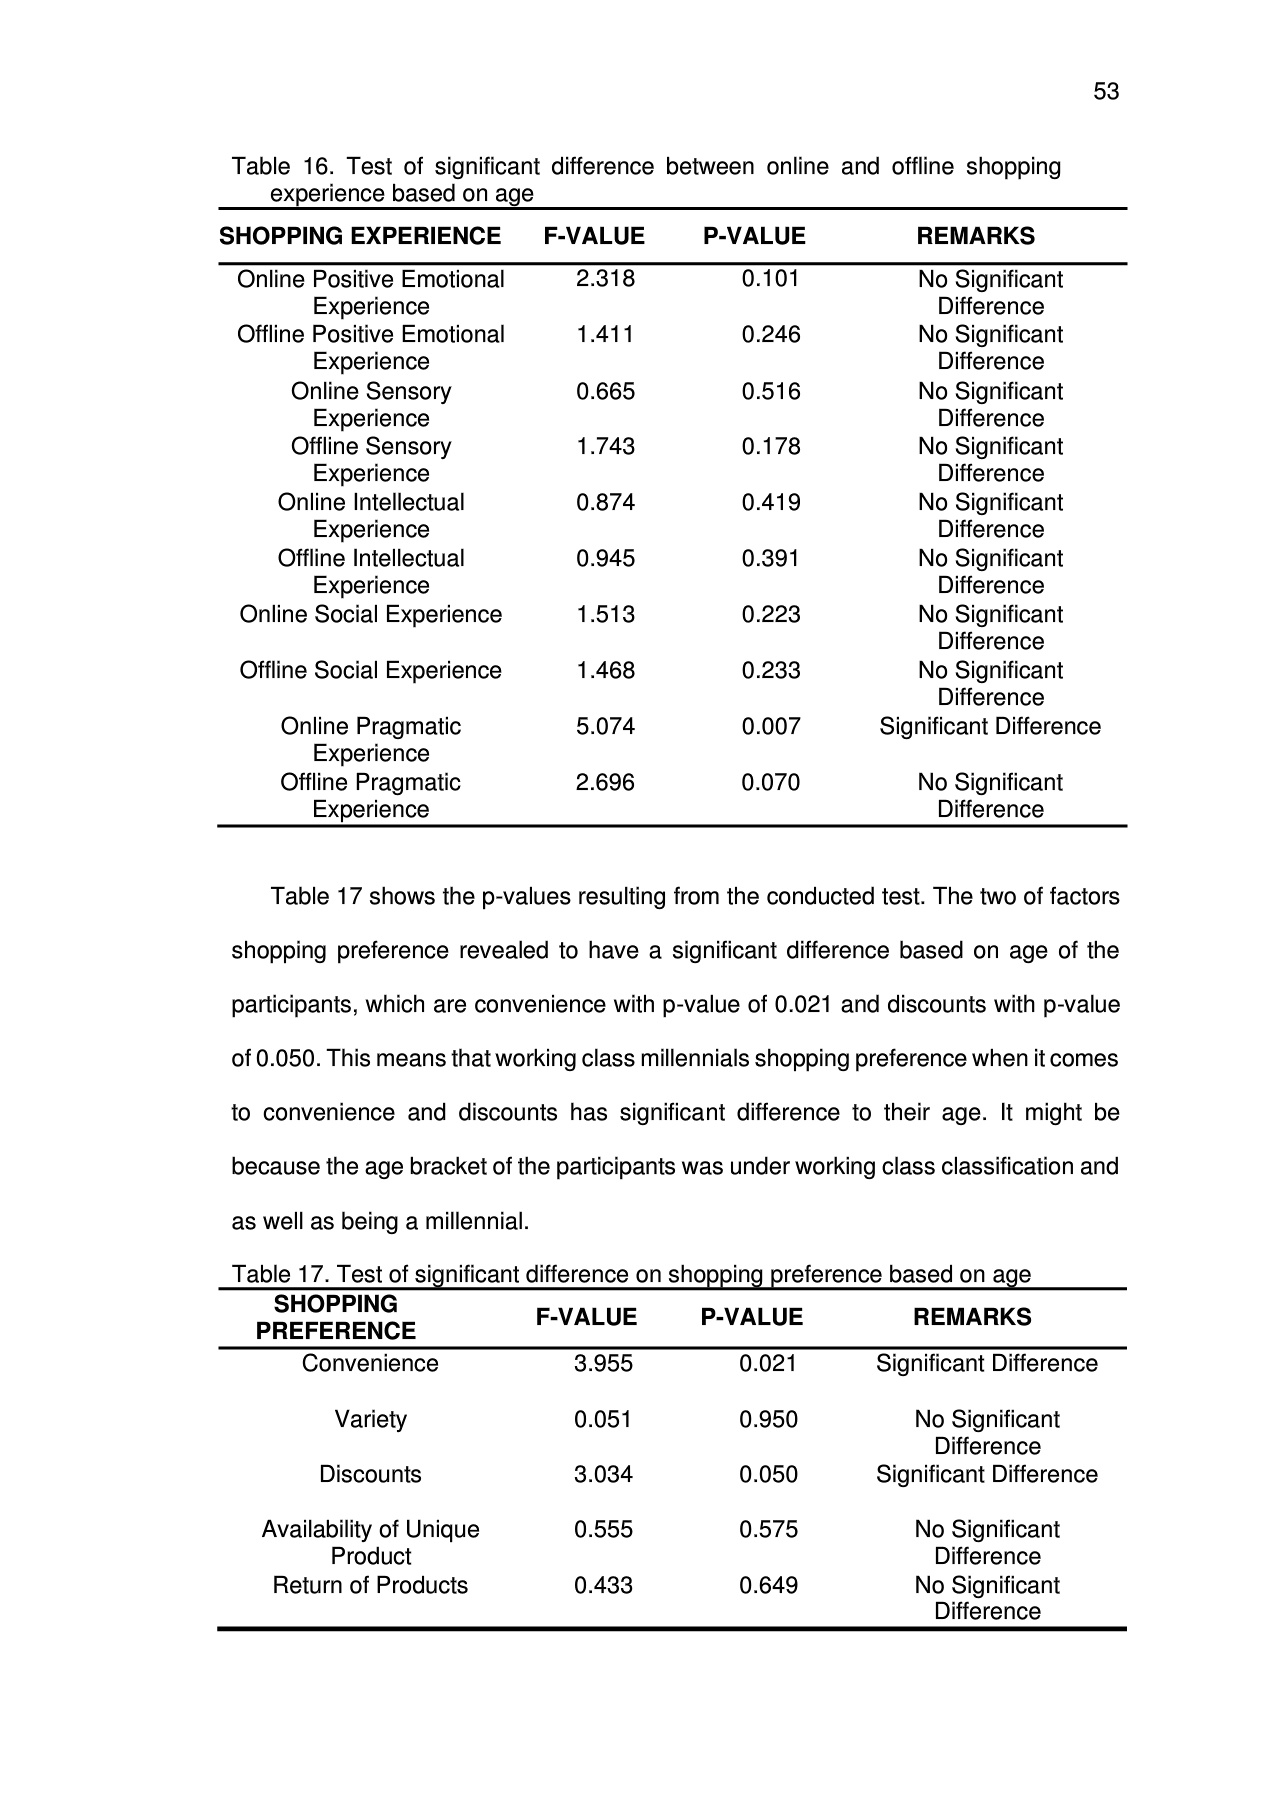 53
Table 16. Test of significant difference between online and offline shopping
experience based on age
SHOPPING EXPERIENCE F-VALUE P-VALUE REMARKS
Online Positive Emotional 2.318 0.101 No Significant
Experience Difference
Offline Positive Emotional 1.411 0.246 No Significant
Experience Difference
Online Sensory 0.665 0.516 No Significant
Experience Difference
Offline Sensory 1.743 0.178 No Significant
Experience Difference
Online Intellectual 0.874 0.419 No Significant
Experience Difference
Offline Intellectual 0.945 0.391 No Significant
Experience Difference
Online Social Experience 1.513 0.223 No Significant
Difference
Offline Social Experience 1.468 0.233 No Significant
Difference
Online Pragmatic 5.074 0.007 Significant Difference
Experience
Offline Pragmatic 2.696 0.070 No Significant
Experience Difference
Table 17 shows the p-values resulting from the conducted test. The two of factors
shopping preference revealed to have a significant difference based on age of the
participants, which are convenience with p-value of 0.021 and discounts with p-value
of 0.050. This means that working class millennials shopping preference when it comes
to convenience and discounts has significant difference to their age. It might be
because the age bracket of the participants was under working class classification and
as well as being a millennial.
Table 17. Test of significant difference on shopping preference based on age
SHOPPING
PREFERENCE F-VALUE P-VALUE REMARKS
Convenience 3.955 0.021 Significant Difference
Variety 0.051 0.950 No Significant
Difference
Discounts 3.034 0.050 Significant Difference
Availability of Unique 0.555 0.575 No Significant
Product Difference
Return of Products 0.433 0.649 No Significant
Difference